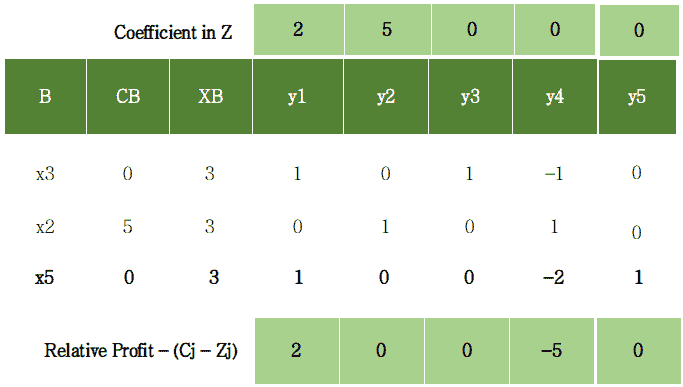 Coefficient in Z 2 5 0 0 0
B CB XB y1 y2 y3 y4 y5
x3 0 3 1 0 1 −1 0
x2 5 3 0 1 0 1 0
x5 0 3 1 0 0 −2 1
Relative Profit – (Cj – Zj) 2 0 0 -5 0